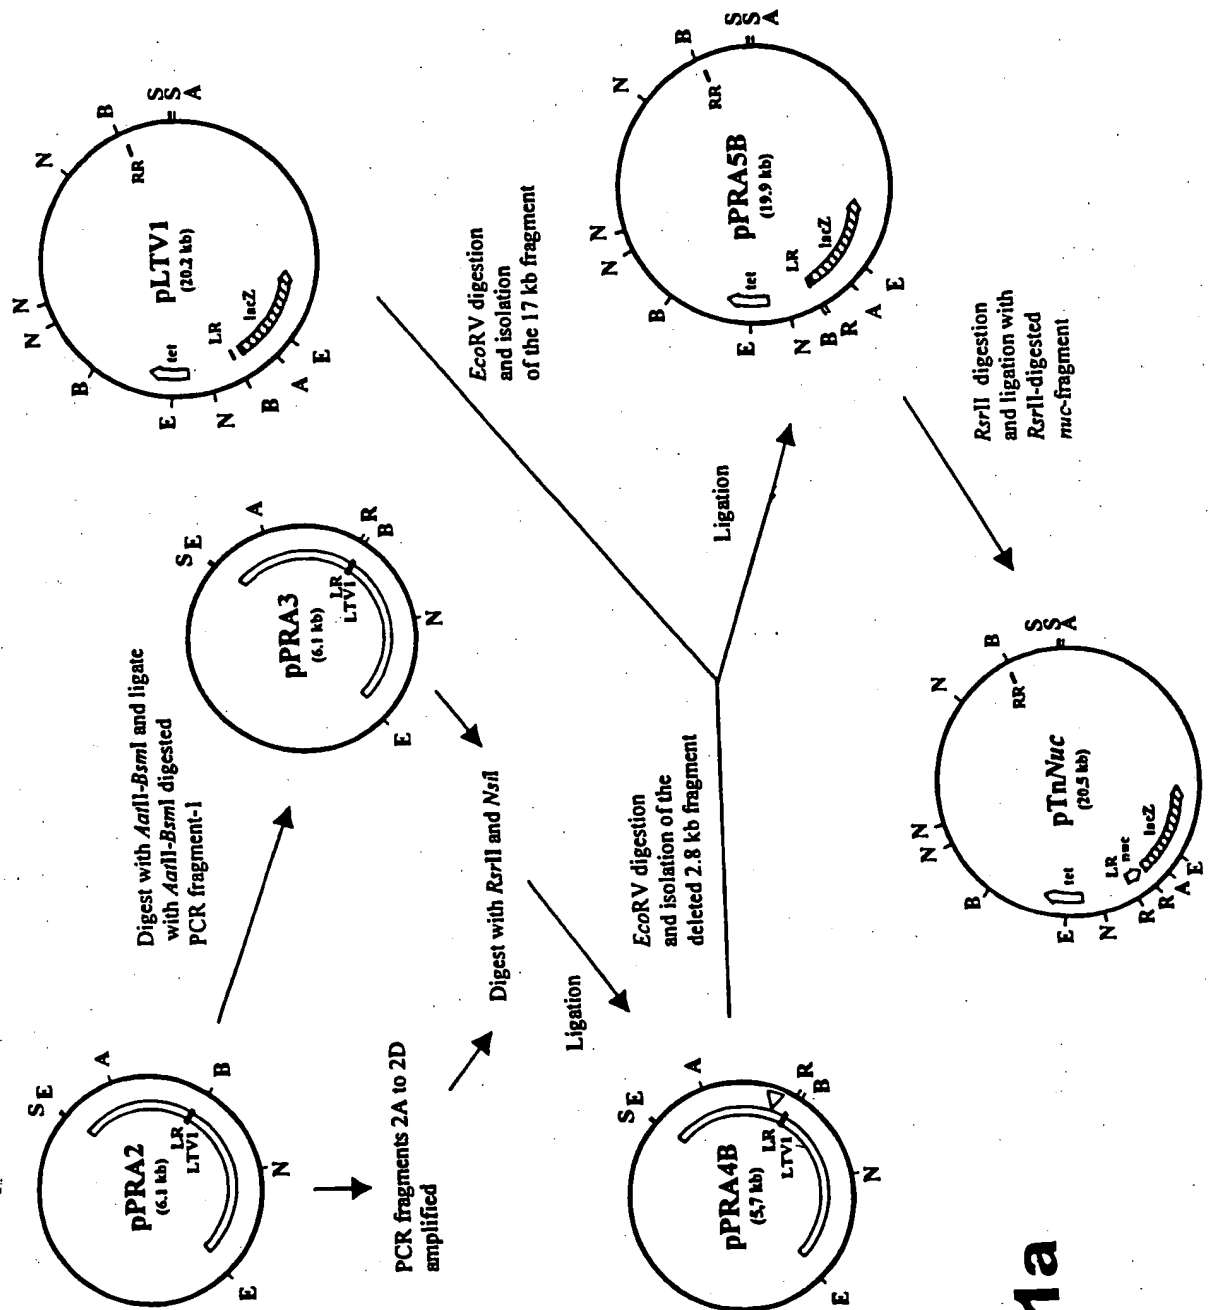 pPRA2
(6.1 kb)
S
E
A
B
LR
LTV1
N
E
Digest with AatII-BsmI and ligate
with AatII-BsmI digested
PCR fragment-1
pPRA3
(6.1 kb)
S
E
A
R
B
LR
LTV1
N
E
pLTV1
(20.2 kb)
N
N
N
B
S
S
A
RR
B
tet
E
LR
lacZ
N
B
A
E
PCR fragments 2A to 2D
amplified
Digest with RsrII and NsiI
Ligation
EcoRV digestion
and isolation
of the 17 kb fragment
pPRA4B
(5.7 kb)
S
E
A
R
B
LR
LTV1
N
E
EcoRV digestion
and isolation of the
deleted 2.8 kb fragment
Ligation
pPRA5B
(19.9 kb)
N
N
N
B
S
S
A
RR
B
tet
E
LR
lacZ
N
B
R
A
E
RsrII digestion
and ligation with
RsrII-digested
nuc-fragment
pTnNuc
(20.5 kb)
N
N
N
B
S
S
A
RR
B
tet
E
LR
nuc
lacZ
N
R
R
A
E
1a